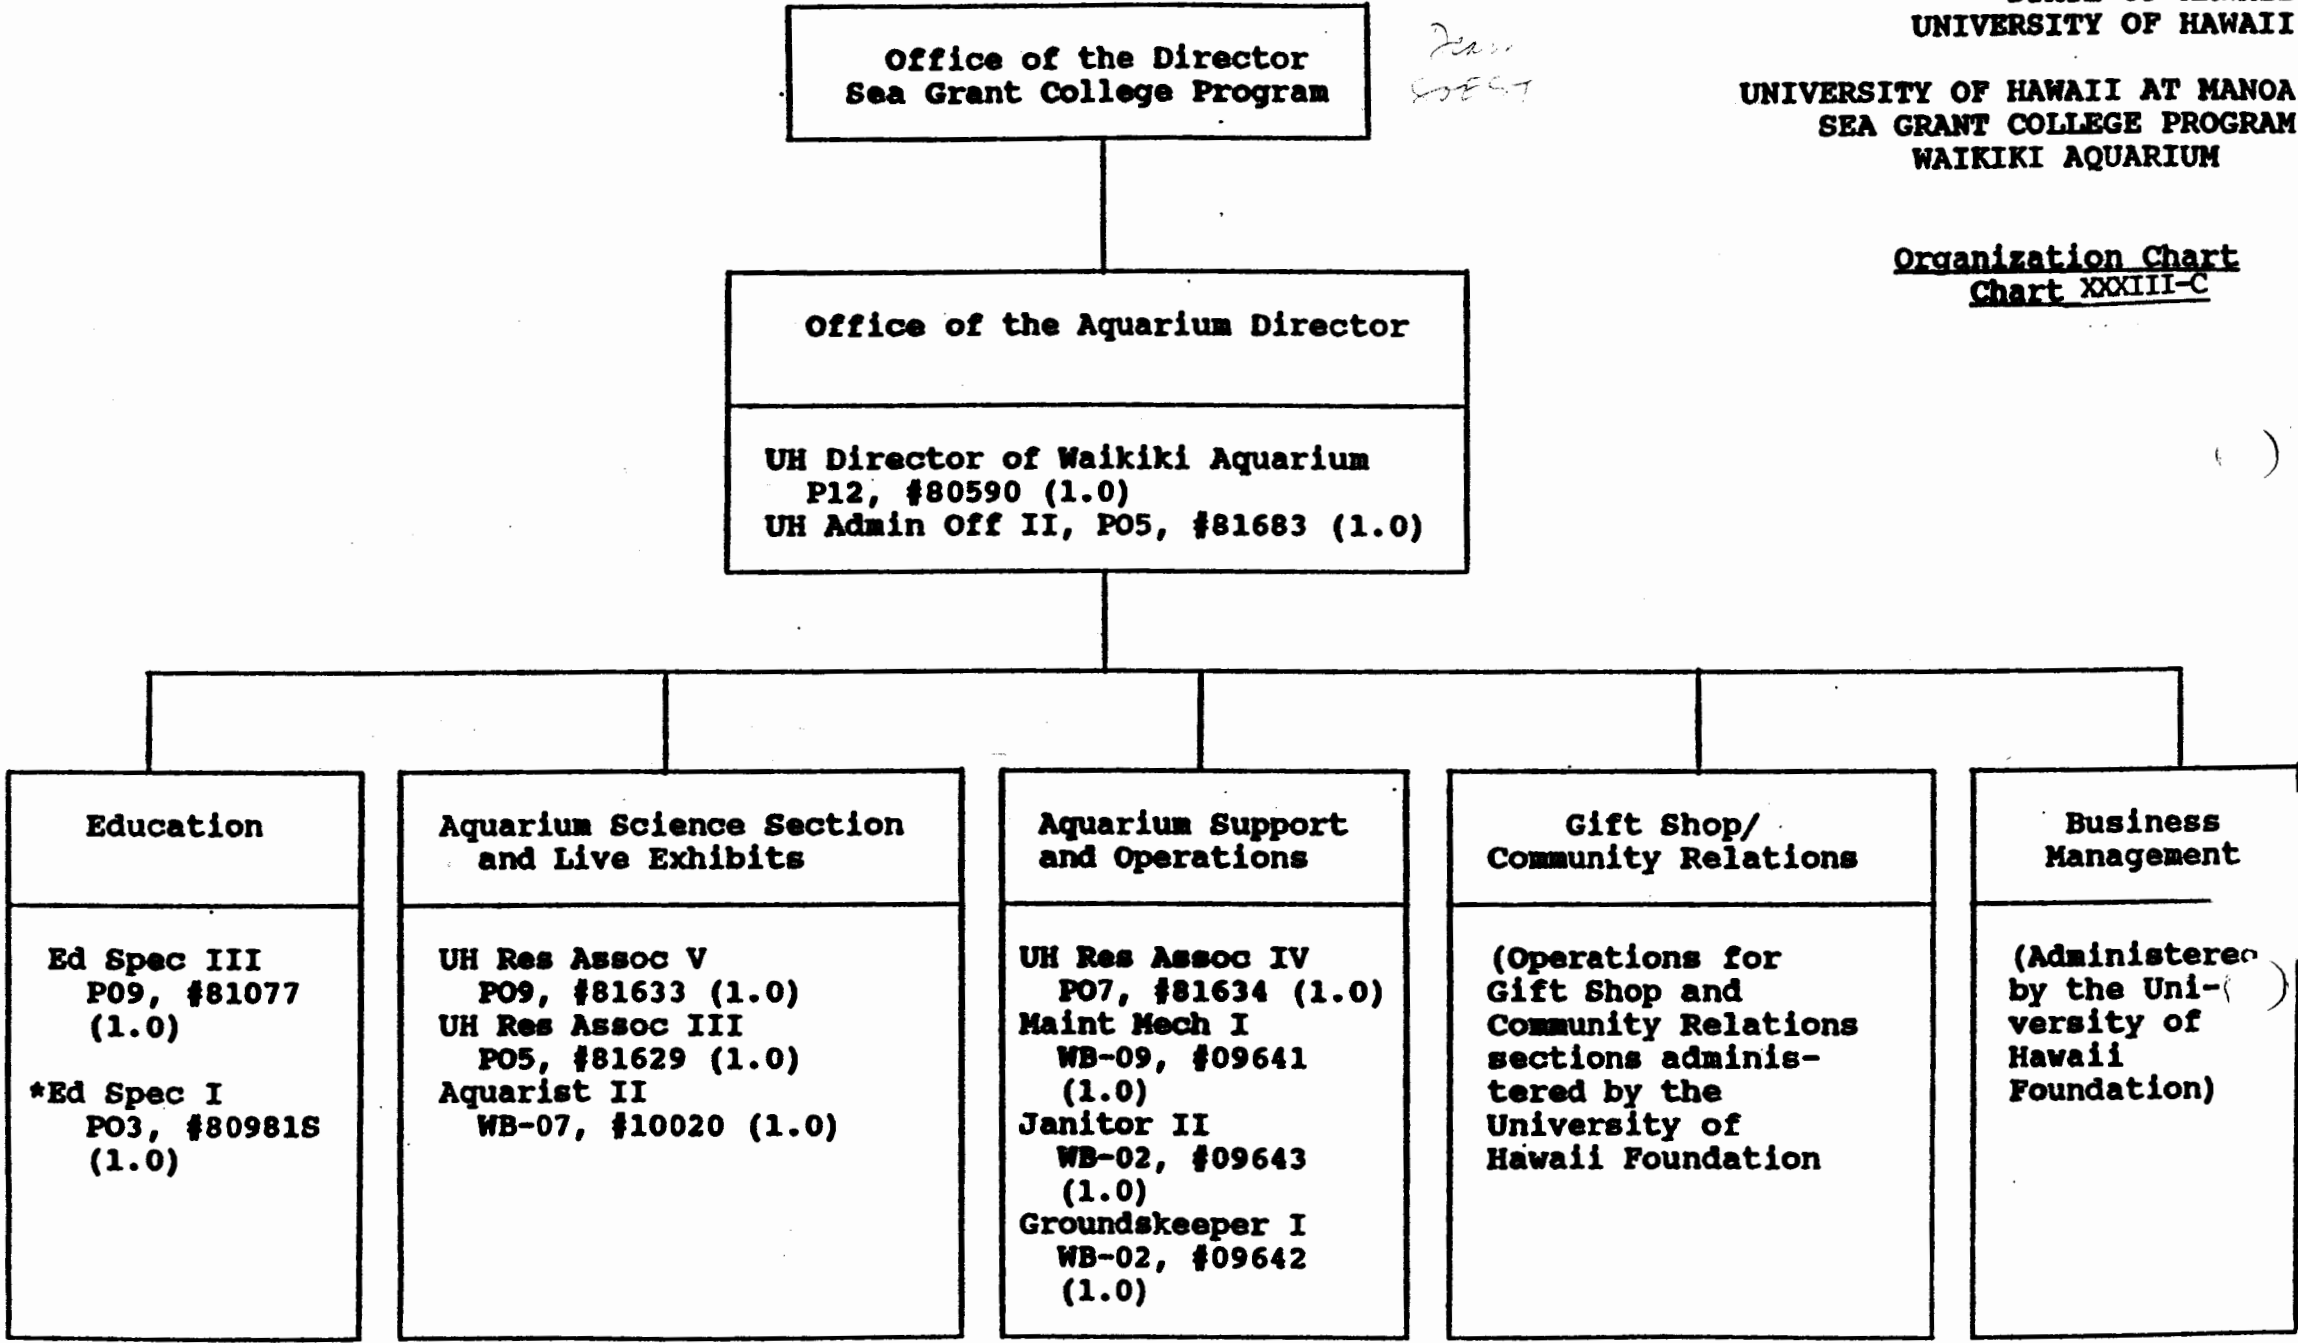 UNIVERSITY OF HAWAII
UNIVERSITY OF HAWAII AT MANOA
SEA GRANT COLLEGE PROGRAM
WAIKIKI AQUARIUM
Organization Chart
Chart XXXIII-C
Office of the Director
Sea Grant College Program
SOEST
Office of the Aquarium Director
UH Director of Waikiki Aquarium
P12, #80590 (1.0)
UH Admin Off II, PO5, #81683 (1.0)
Education
Ed Spec III
PO9, #81077
(1.0)
*Ed Spec I
PO3, #80981S
(1.0)
Aquarium Science Section
and Live Exhibits
UH Res Assoc V
PO9, #81633 (1.0)
UH Res Assoc III
PO5, #81629 (1.0)
Aquarist II
WB-07, #10020 (1.0)
Aquarium Support
and Operations
UH Res Assoc IV
PO7, #81634 (1.0)
Maint Mech I
WB-09, #09641
(1.0)
Janitor II
WB-02, #09643
(1.0)
Groundskeeper I
WB-02, #09642
(1.0)
Gift Shop/
Community Relations
(Operations for
Gift Shop and
Community Relations
sections adminis-
tered by the
University of
Hawaii Foundation
Business
Management
(Administered
by the Uni-
versity of
Hawaii
Foundation)